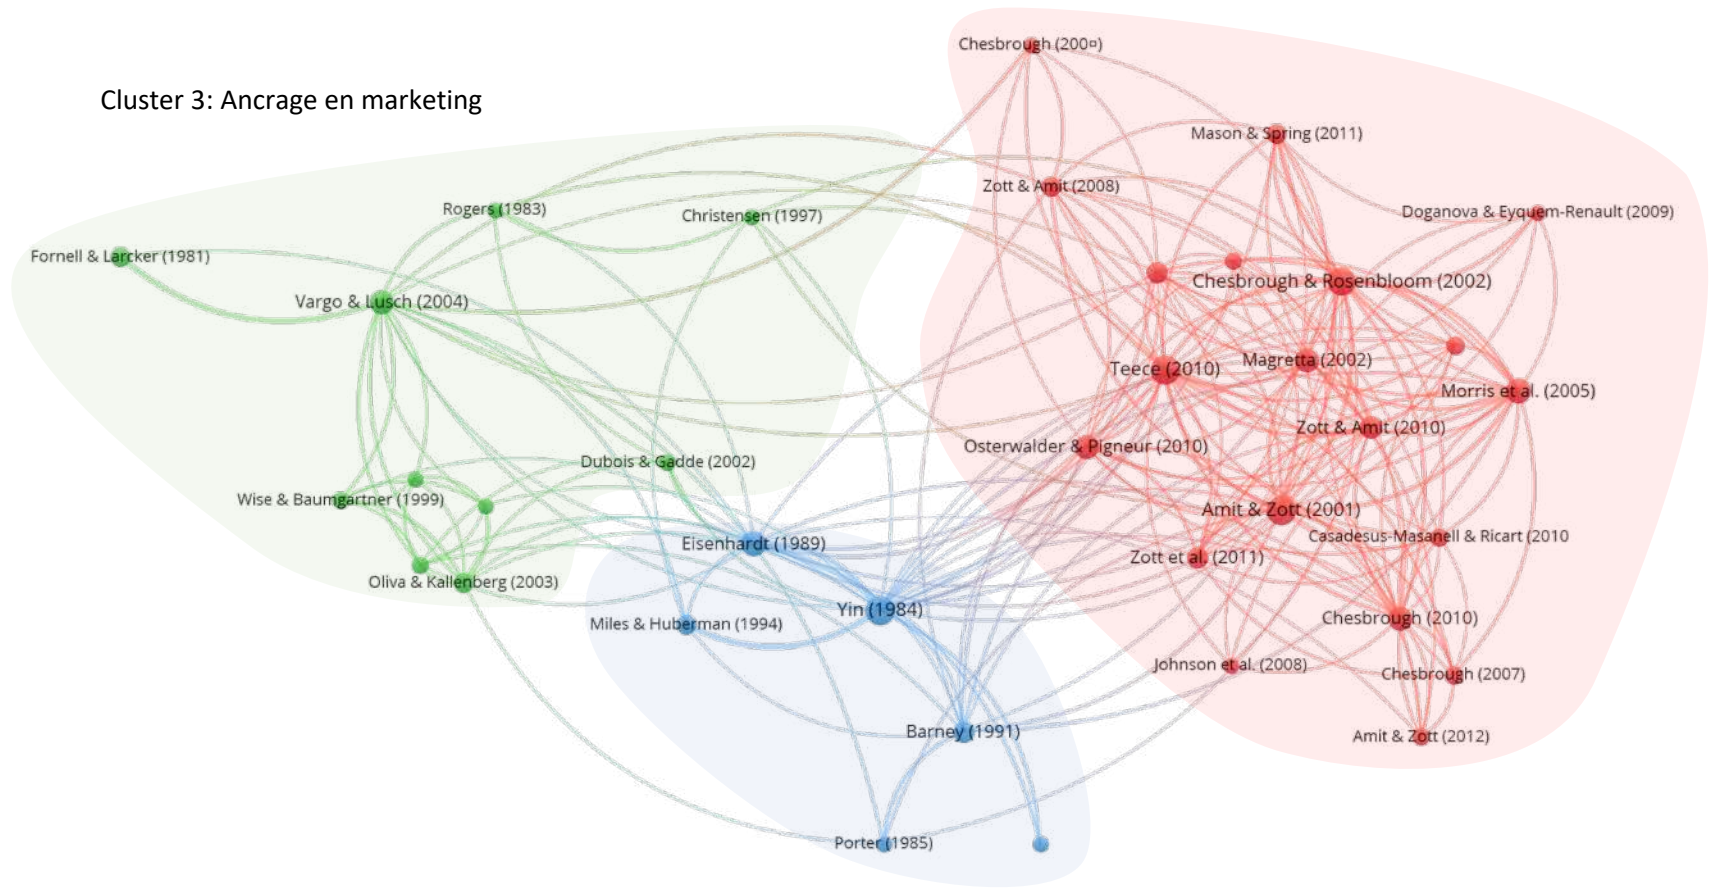 Chesbrough (200¤)
Cluster 3: Ancrage en marketing
Mason & Spring (2011)
Zott & Amit (2008)
Rogers (1983)
Christensen (1997)
Doganova & Eyquem-Renault (2009)
Fornell & Larcker (1981)
Chesbrough & Rosenbloom (2002)
Vargo & Lusch (2004)
Magretta (2002)
Teece (2010)
Morris et al. (2005)
Zott & Amit (2010)
Osterwalder & Pigneur (2010)
Dubois & Gadde (2002)
Wise & Baumgartner (1999)
Amit & Zott (2001)
Casadesus-Masanell & Ricart (2010
Eisenhardt (1989)
Zott et al. (2011)
Oliva & Kallenberg (2003)
Yin (1984)
Chesbrough (2010)
Miles & Huberman (1994)
Johnson et al. (2008)
Chesbrough (2007)
Barney (1991)
Amit & Zott (2012)
Porter (1985)